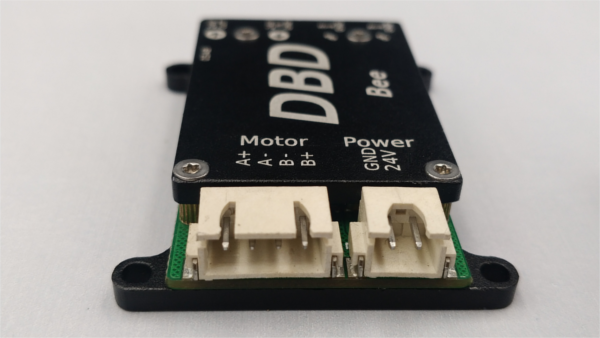 DBD
Bee
Motor
A+
A-
B-
B+
Power
GND
24V